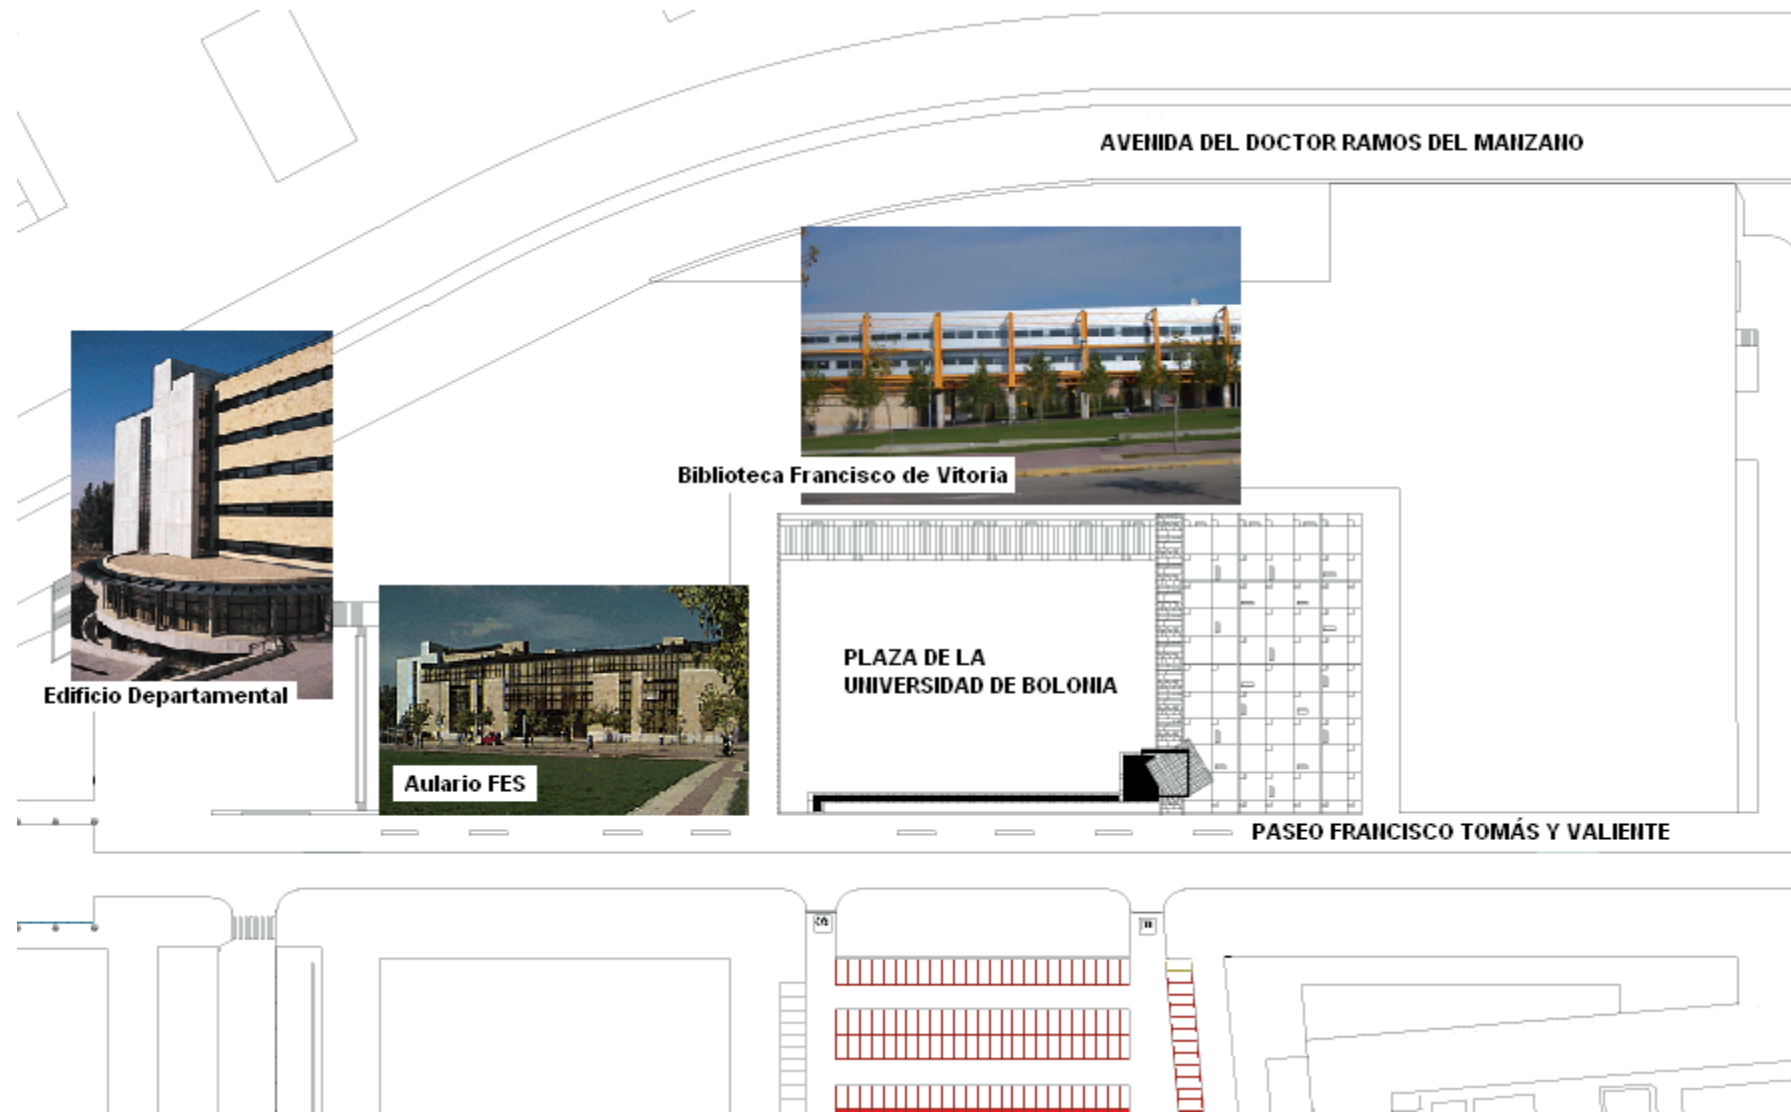 AVENIDA DEL DOCTOR RAMOS DEL MANZANO
Biblioteca Francisco de Vitoria
PLAZA DE LA
UNIVERSIDAD DE BOLONIA
Edificio Departamental
Aulario FES
PASEO FRANCISCO TOMÁS Y VALIENTE